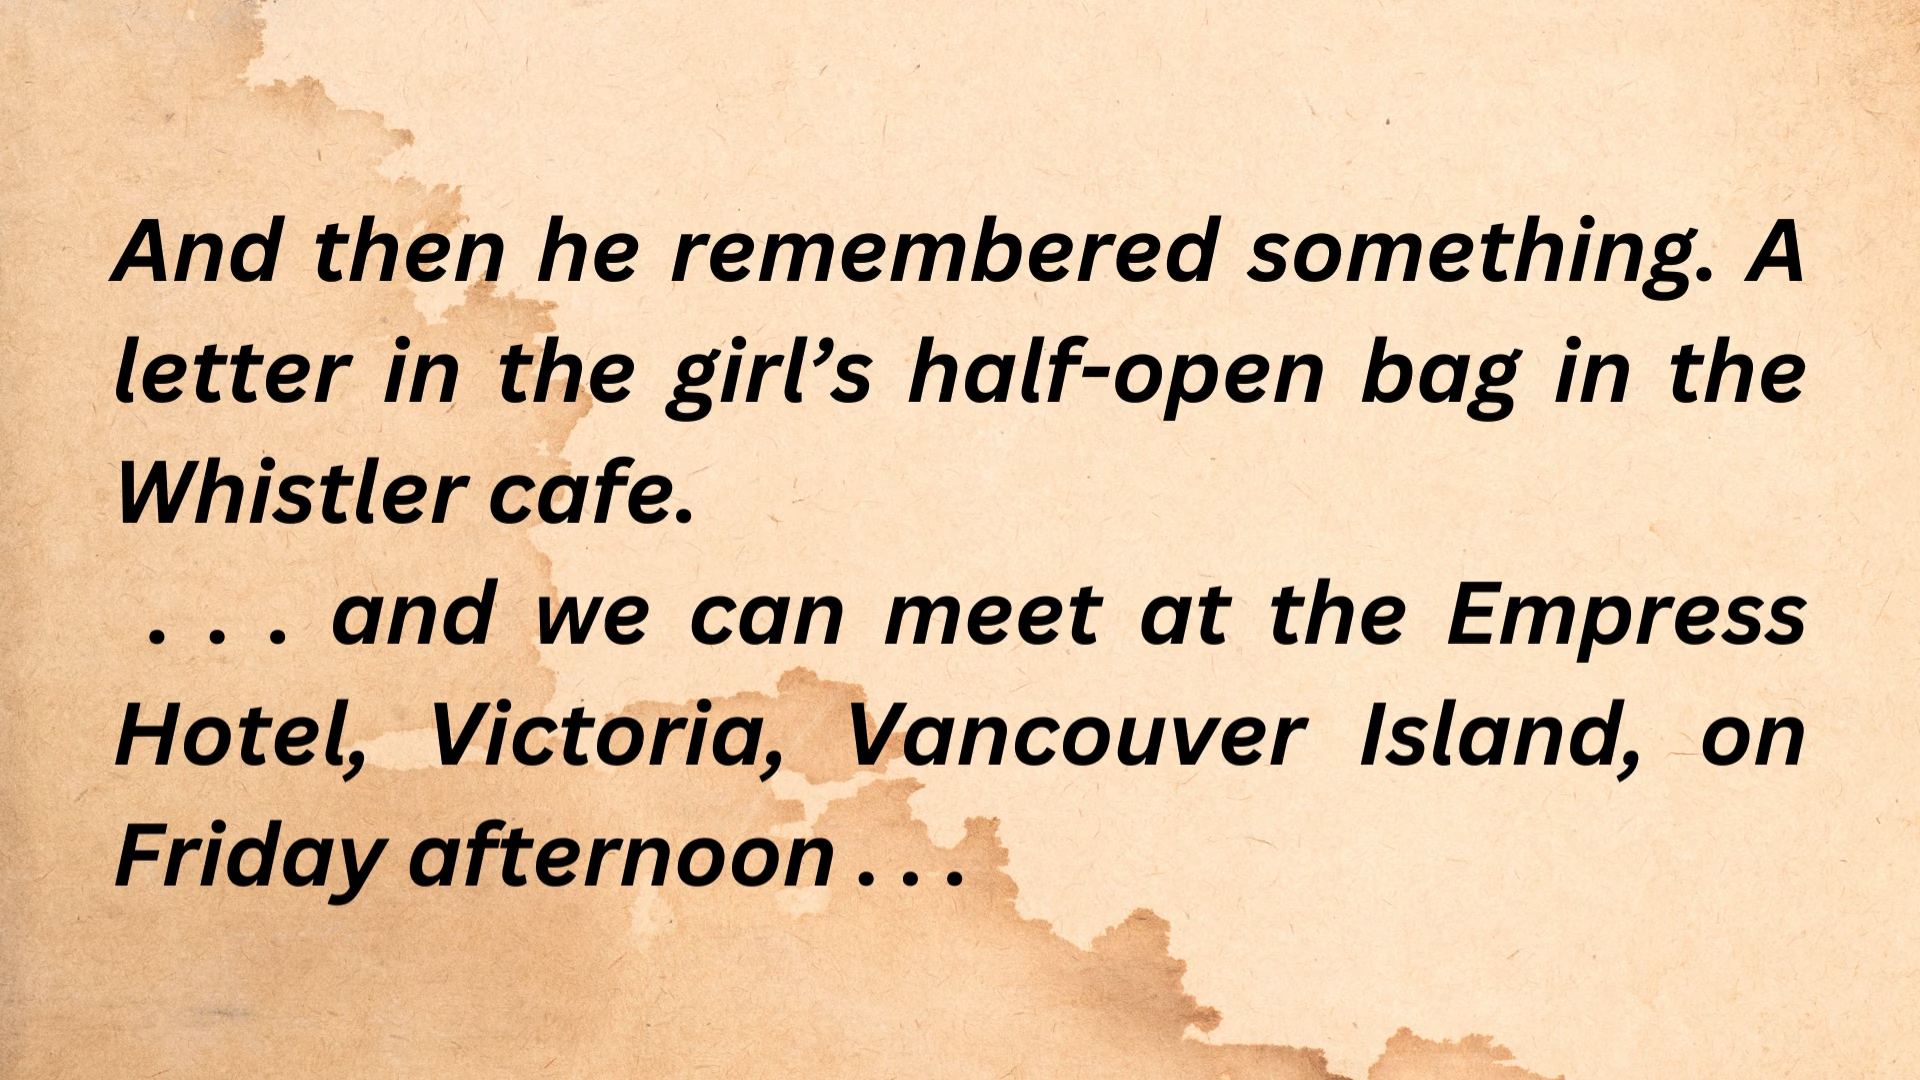 And then he remembered something. A
letter in the girl’s half-open bag in the
Whistler cafe.
. . . and we can meet at the Empress
Hotel, Victoria, Vancouver Island, on
Friday afternoon . . .